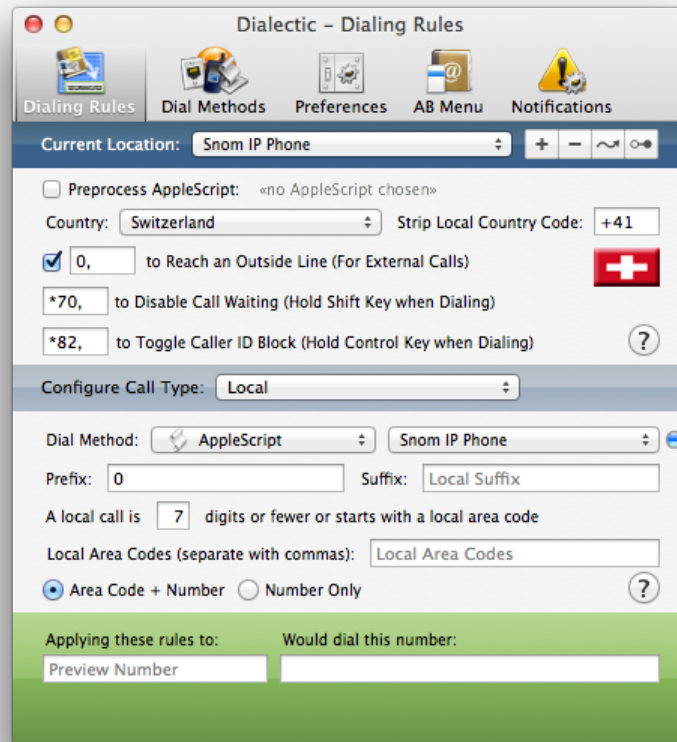 Dialectic – Dialing Rules
Dialing Rules Dial Methods Preferences AB Menu Notifications
Current Location: Snom IP Phone
Preprocess AppleScript: «no AppleScript chosen»
Country: Switzerland Strip Local Country Code: +41
0, to Reach an Outside Line (For External Calls)
*70, to Disable Call Waiting (Hold Shift Key when Dialing)
*82, to Toggle Caller ID Block (Hold Control Key when Dialing) ?
Configure Call Type: Local
Dial Method: AppleScript Snom IP Phone
Prefix: 0 Suffix: Local Suffix
A local call is 7 digits or fewer or starts with a local area code
Local Area Codes (separate with commas): Local Area Codes
Area Code + Number Number Only ?
Applying these rules to: Would dial this number:
Preview Number